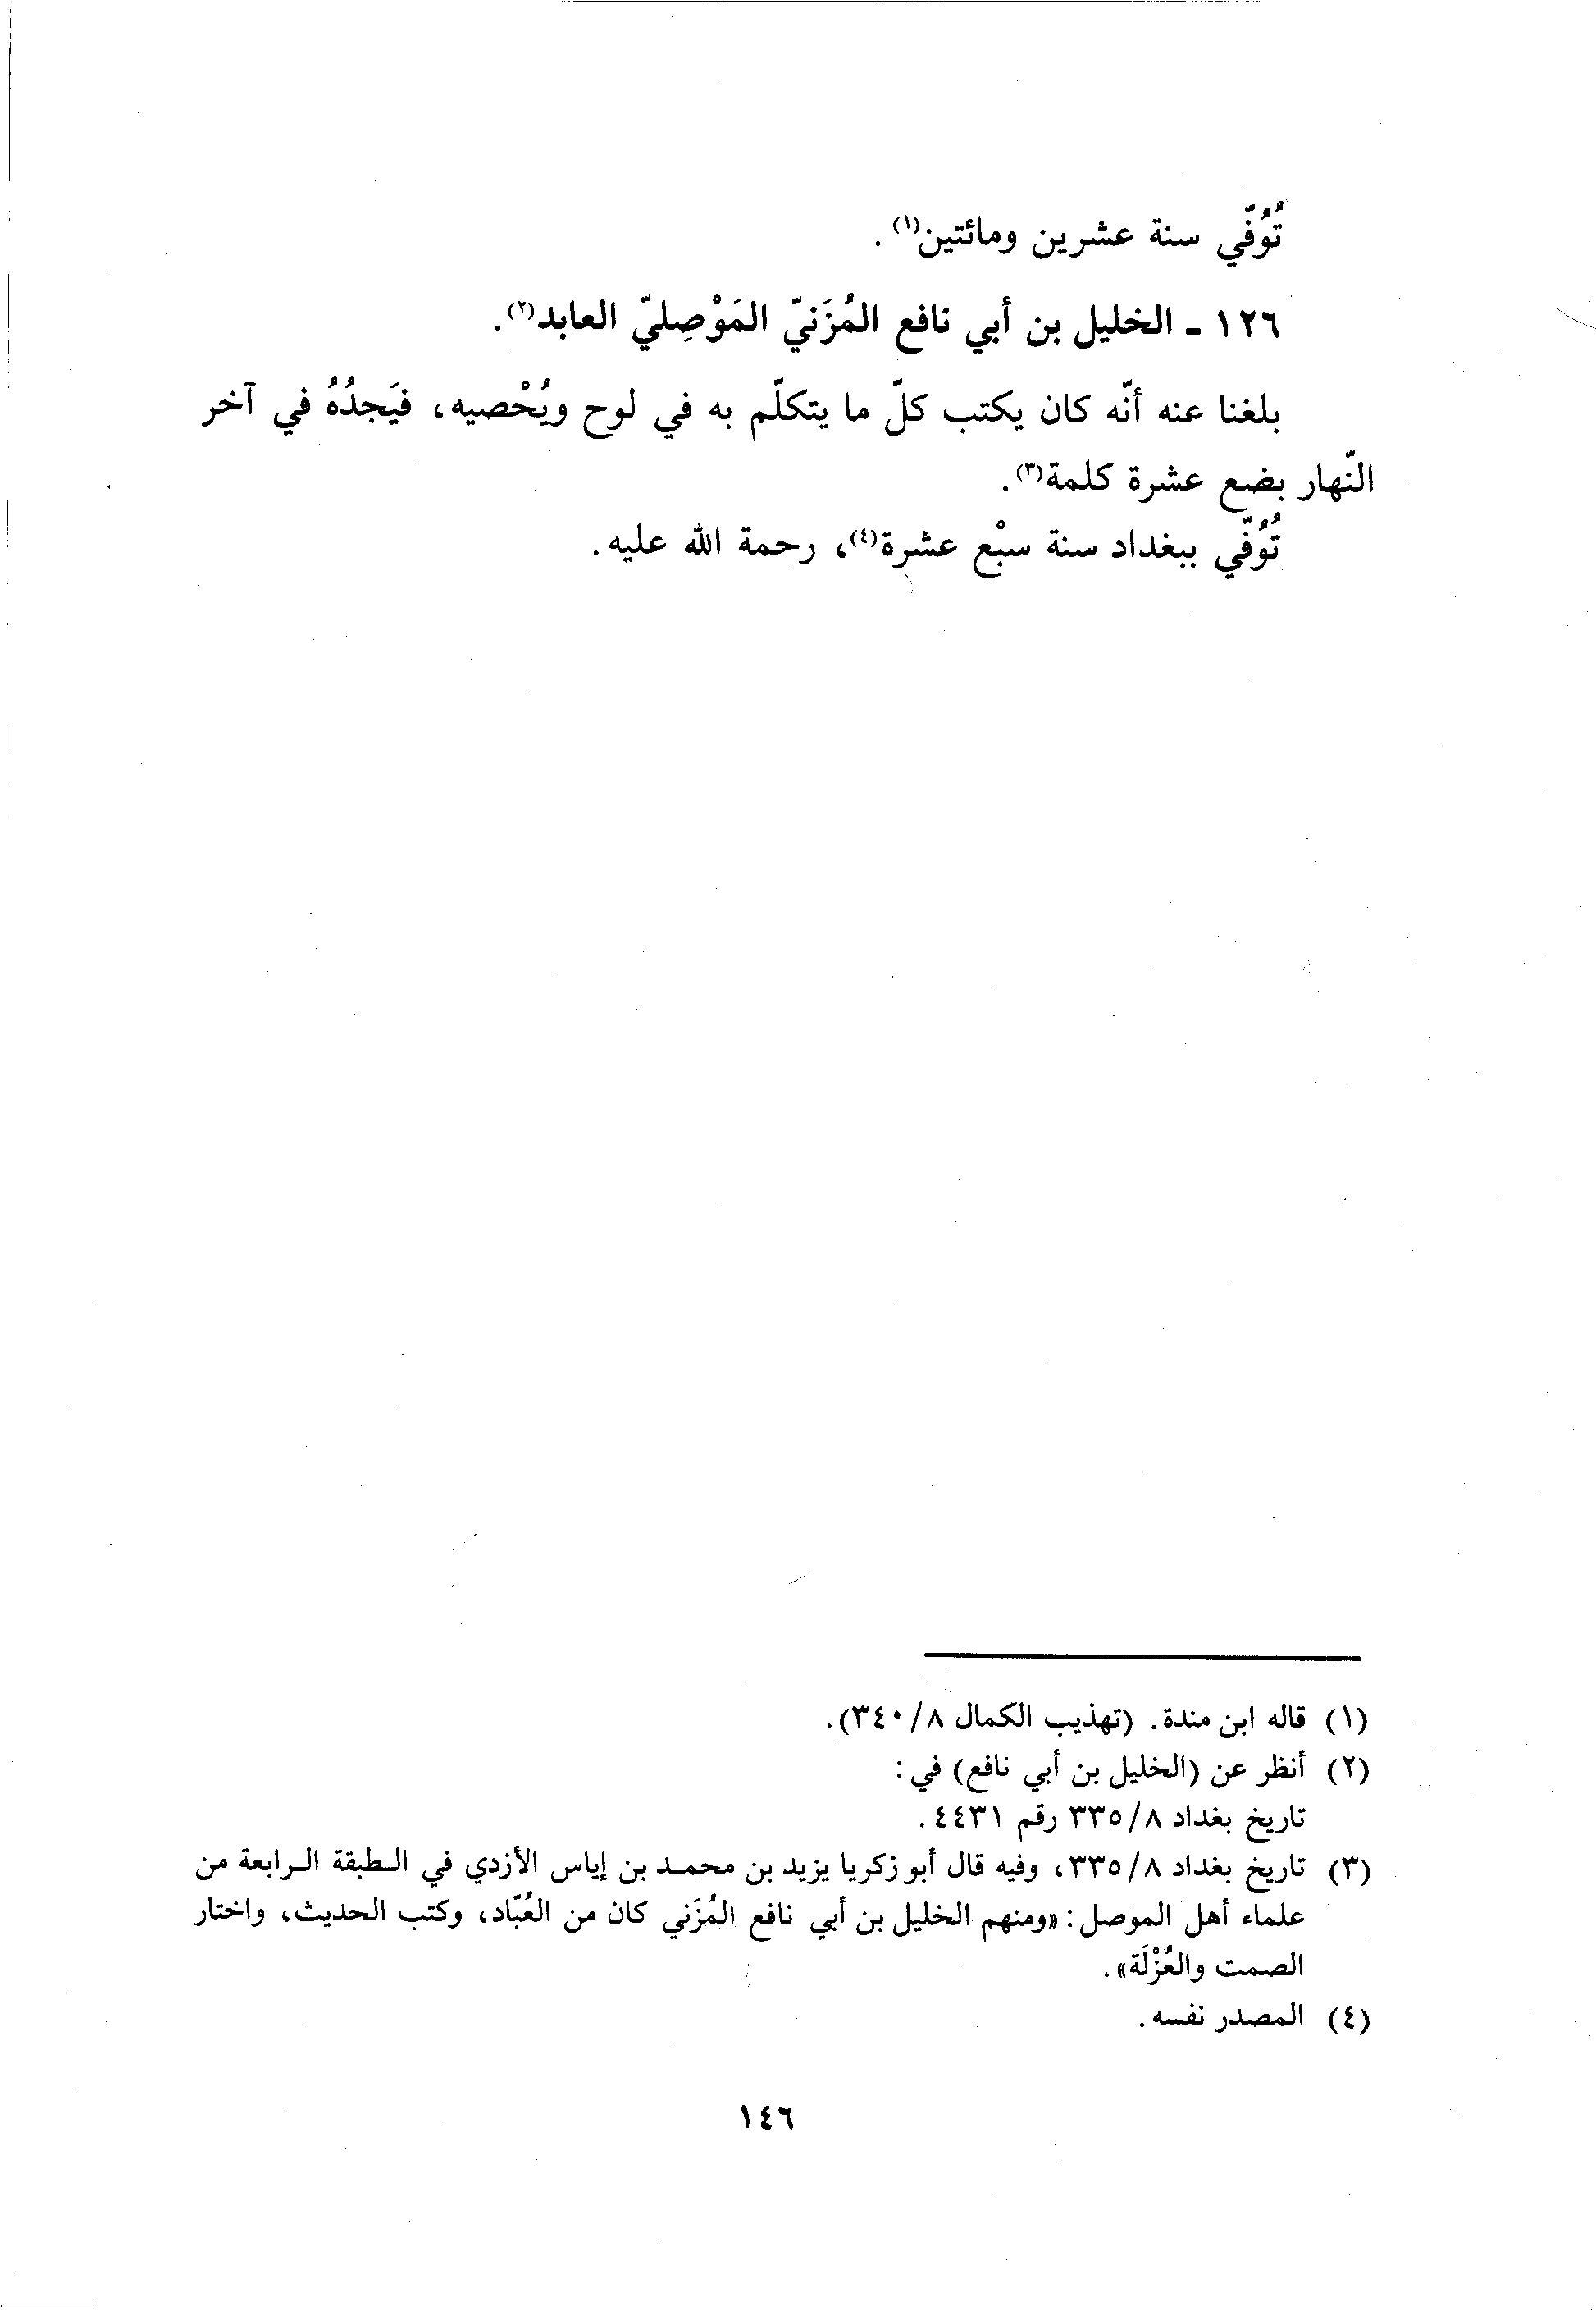 تُوُفّي سنة عشرين ومائتين(١).
١٢٦ - الخليل بن أبي نافع المُزَنيّ المَوْصِليّ العابد(٢).
بلغنا عنه أنّه كان يكتب كلّ ما يتكلّم به في لوح ويُحْصيه، فيَجدُهُ في آخر
النّهار بضع عشرة كلمة(٣).
تُوُفّي ببغداد سنة سبْع عشرة(٤)، رحمة الله عليه.
(١) قاله ابن مندة. (تهذيب الكمال ٣٤٠/٨).
(٢) أنظر عن (الخليل بن أبي نافع) في:
تاريخ بغداد ٣٣٥/٨ رقم ٤٤٣١.
(٣) تاريخ بغداد ٣٣٥/٨، وفيه قال أبو زكريا يزيد بن محمد بن إياس الأزدي في الطبقة الرابعة من
علماء أهل الموصل: «ومنهم الخليل بن أبي نافع المُزَني كان من العُبّاد، وكتب الحديث، واختار
الصمت والعُزْلَة».
(٤) المصدر نفسه.
١٤٦